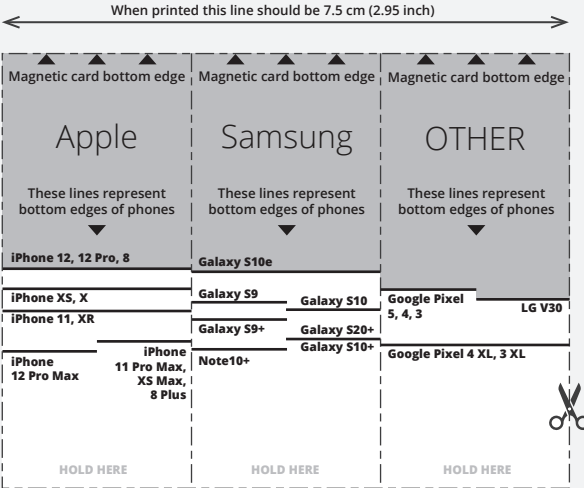 When printed this line should be 7.5 cm (2.95 inch)
Magnetic card bottom edge
Apple
These lines represent
bottom edges of phones
iPhone 12, 12 Pro, 8
iPhone XS, X
iPhone 11, XR
iPhone
12 Pro Max
iPhone
11 Pro Max,
XS Max,
8 Plus
HOLD HERE
Magnetic card bottom edge
Samsung
These lines represent
bottom edges of phones
Galaxy S10e
Galaxy S9
Galaxy S10
Galaxy S9+
Galaxy S20+
Galaxy S10+
Note10+
HOLD HERE
Magnetic card bottom edge
OTHER
These lines represent
bottom edges of phones
Google Pixel
5, 4, 3
LG V30
Google Pixel 4 XL, 3 XL
HOLD HERE